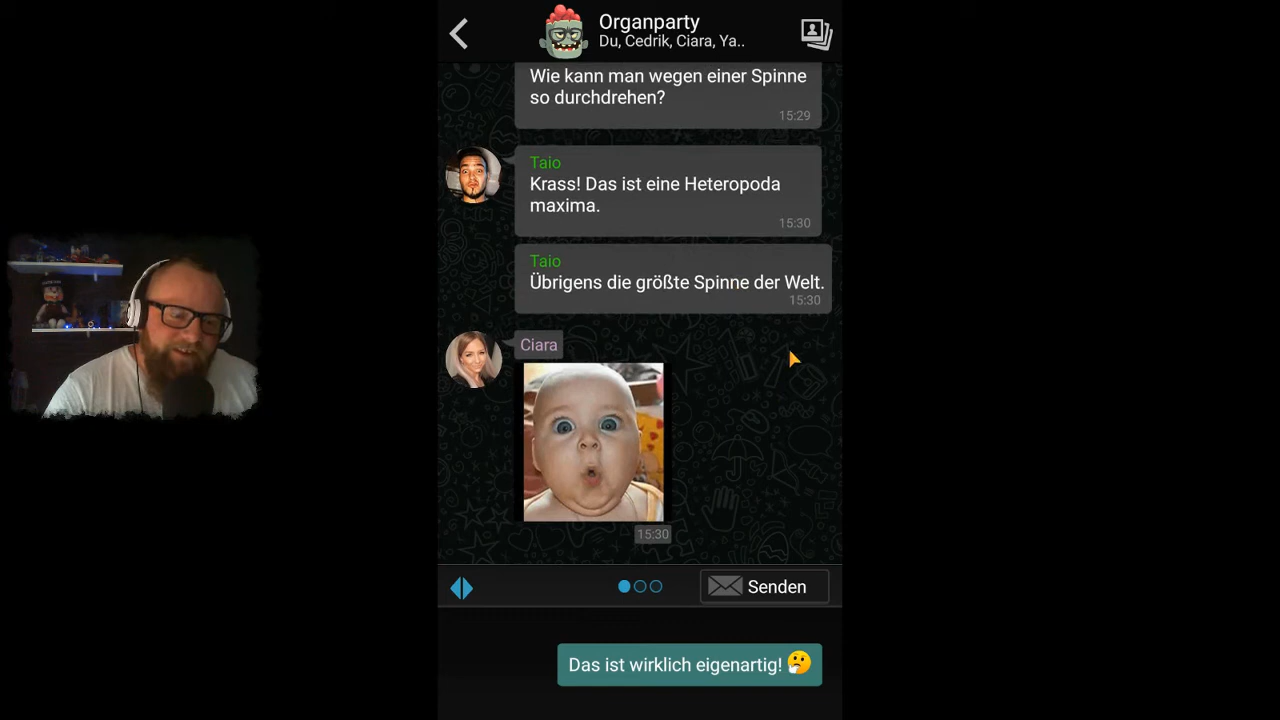 Organparty
Du, Cedrik, Ciara, Ya..
Wie kann man wegen einer Spinne
so durchdrehen?
15:29
Taio
Krass! Das ist eine Heteropoda
maxima.
15:30
Taio
Übrigens die größte Spinne der Welt.
15:30
Ciara
15:30
Senden
Das ist wirklich eigenartig! 🤔